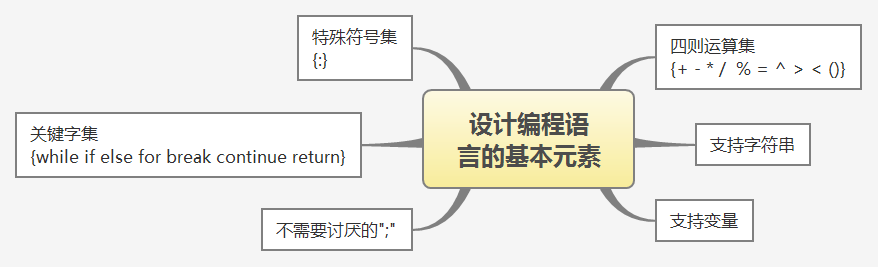 特殊符号集
{:}
四则运算集
{+ - * / % = ^ > < ()}
设计编程语
言的基本元素
关键字集
{while if else for break continue return}
支持字符串
不需要讨厌的";"
支持变量